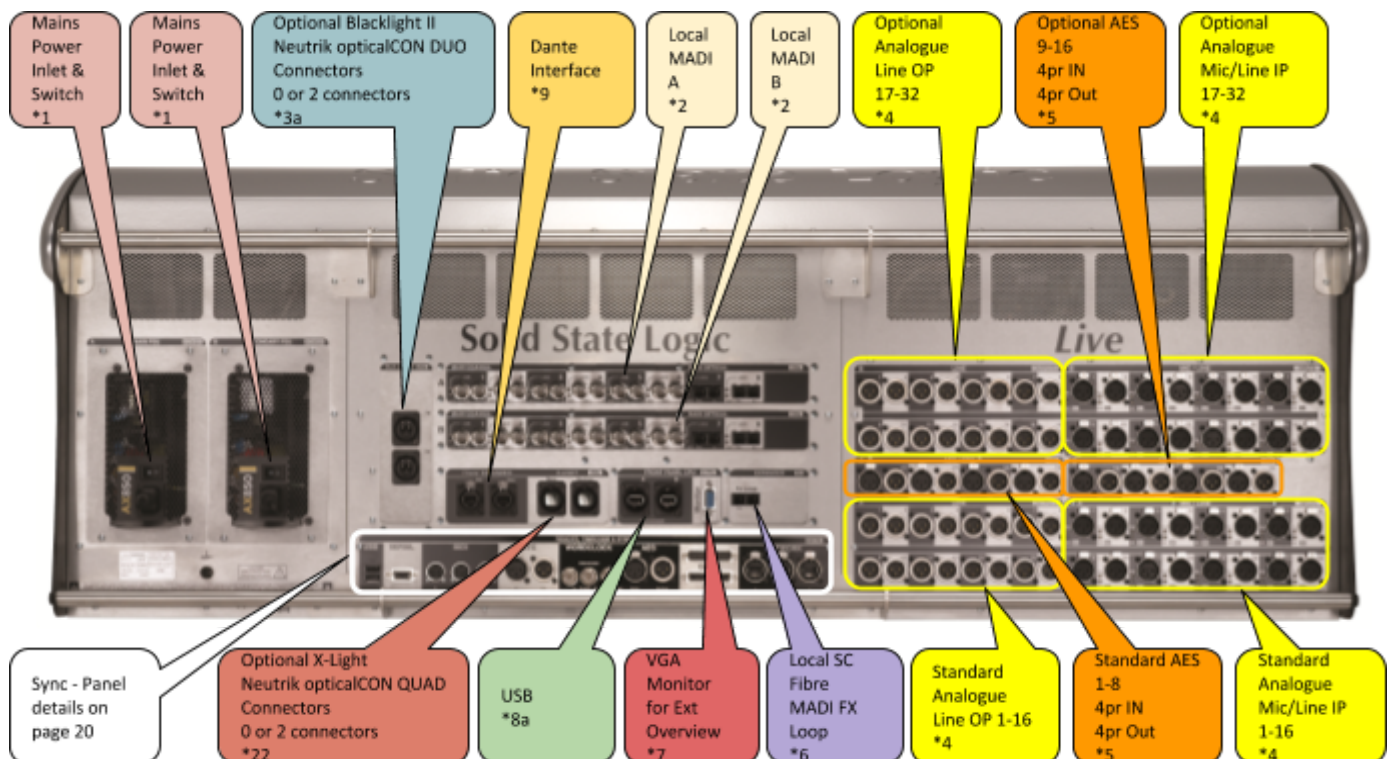 Mains
Power
Inlet &
Switch
*1
Mains
Power
Inlet &
Switch
*1
Optional Blacklight II
Neutrik opticalCON DUO
Connectors
0 or 2 connectors
*3a
Dante
Interface
*9
Local
MADI
A
*2
Local
MADI
B
*2
Optional
Analogue
Line OP
17-32
*4
Optional AES
9-16
4pr IN
4pr Out
*5
Optional
Analogue
Mic/Line IP
17-32
*4
Solid State Logic
Live
A
B
Sync - Panel
details on
page 20
Optional X-Light
Neutrik opticalCON QUAD
Connectors
0 or 2 connectors
*22
USB
*8a
VGA
Monitor
for Ext
Overview
*7
Local SC
Fibre
MADI FX
Loop
*6
Standard
Analogue
Line OP 1-16
*4
Standard AES
1-8
4pr IN
4pr Out
*5
Standard
Analogue
Mic/Line IP
1-16
*4